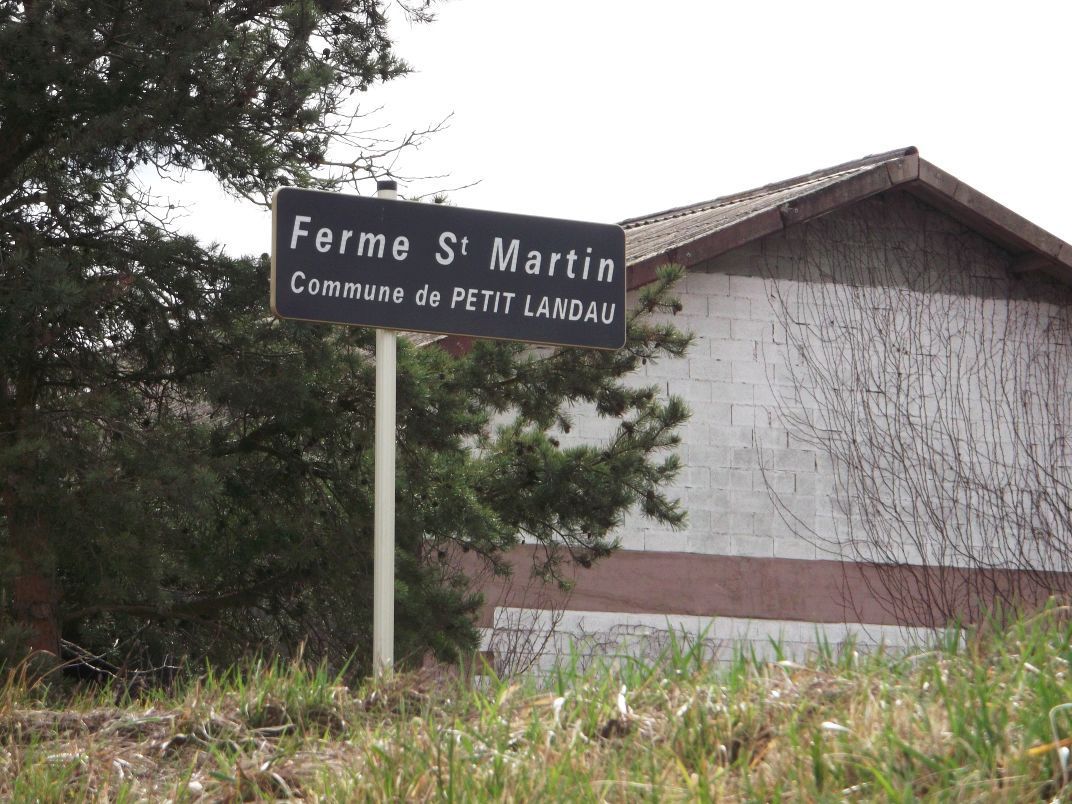 Ferme St Martin
Commune de PETIT LANDAU